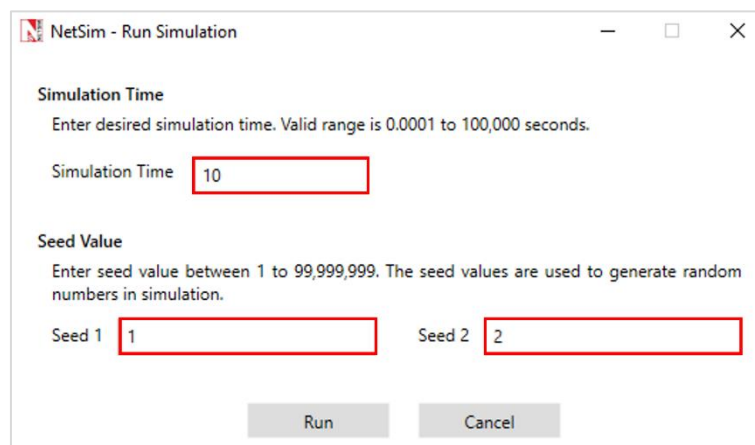 NetSim - Run Simulation
Simulation Time
Enter desired simulation time. Valid range is 0.0001 to 100,000 seconds.
Simulation Time 10
Seed Value
Enter seed value between 1 to 99,999,999. The seed values are used to generate random
numbers in simulation.
Seed 1 1 Seed 2 2
Run Cancel